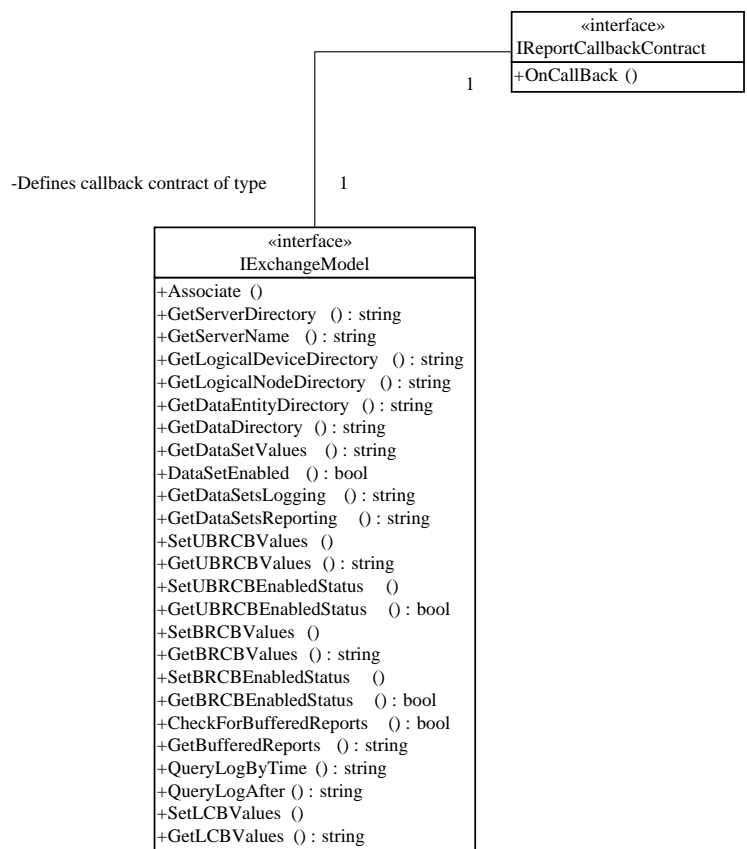 «interface»
IReportCallbackContract
+OnCallBack ()
1
-Defines callback contract of type
1
«interface»
IExchangeModel
+Associate ()
+GetServerDirectory () : string
+GetServerName () : string
+GetLogicalDeviceDirectory () : string
+GetLogicalNodeDirectory () : string
+GetDataEntityDirectory () : string
+GetDataDirectory () : string
+GetDataSetValues () : string
+DataSetEnabled () : bool
+GetDataSetsLogging () : string
+GetDataSetsReporting () : string
+SetUBRCBValues ()
+GetUBRCBValues () : string
+SetUBRCBEnabledStatus ()
+GetUBRCBEnabledStatus () : bool
+SetBRCBValues ()
+GetBRCBValues () : string
+SetBRCBEnabledStatus ()
+GetBRCBEnabledStatus () : bool
+CheckForBufferedReports () : bool
+GetBufferedReports () : string
+QueryLogByTime () : string
+QueryLogAfter () : string
+SetLCBValues ()
+GetLCBValues () : string